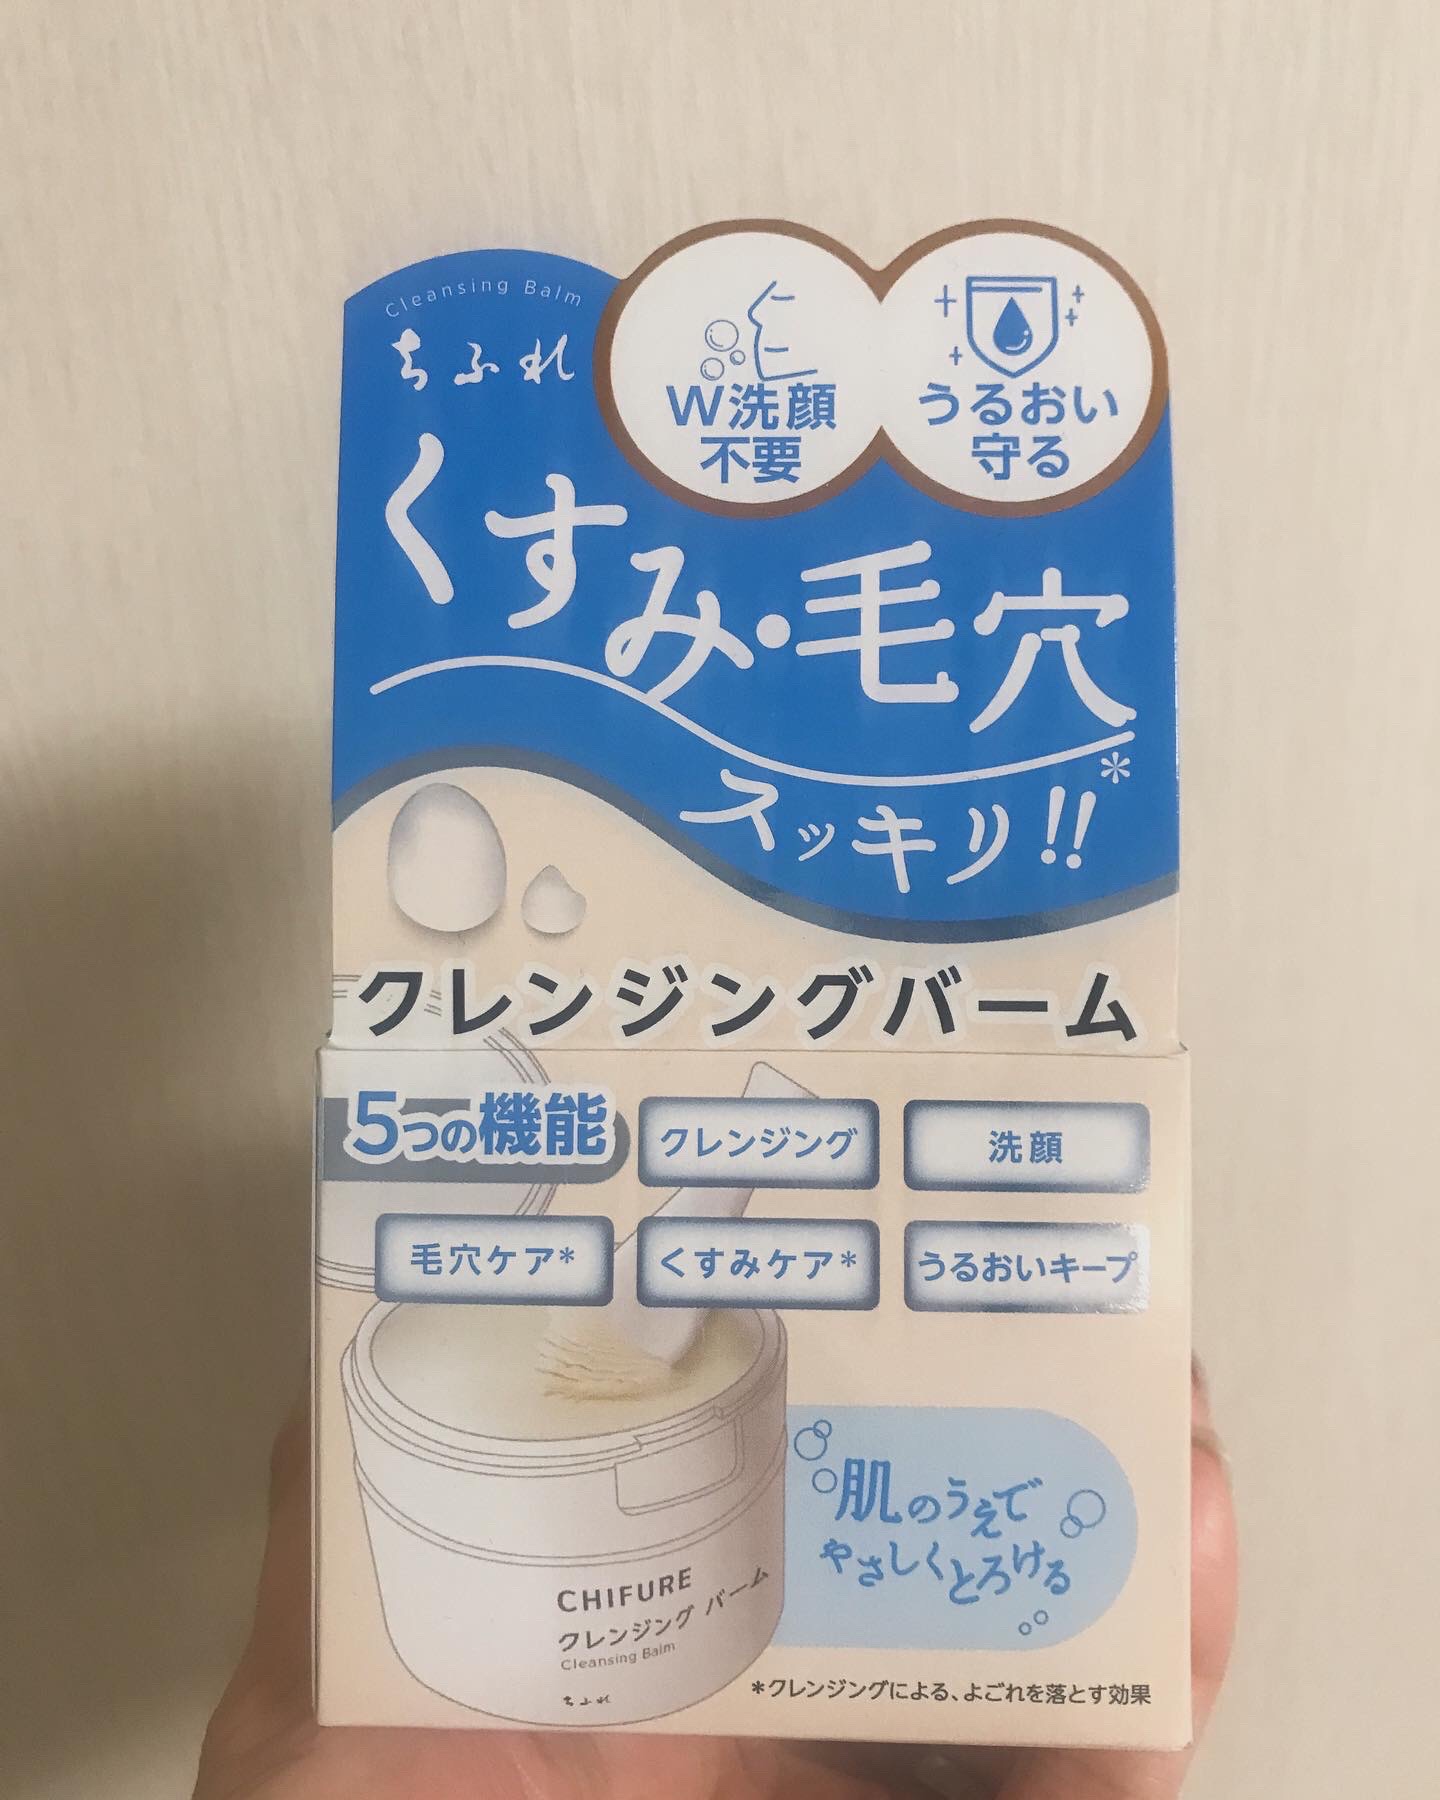 Cleansing Balm
ちふれ
W洗顔
不要
うるおい
守る
くすみ・毛穴
スッキリ!!*
クレンジングバーム
5つの機能
クレンジング
洗顔
毛穴ケア*
くすみケア*
うるおいキープ
肌のうえで
やさしくとろける
CHIFURE
クレンジング バーム
Cleansing Balm
ちふれ
*クレンジングによる、よごれを落とす効果